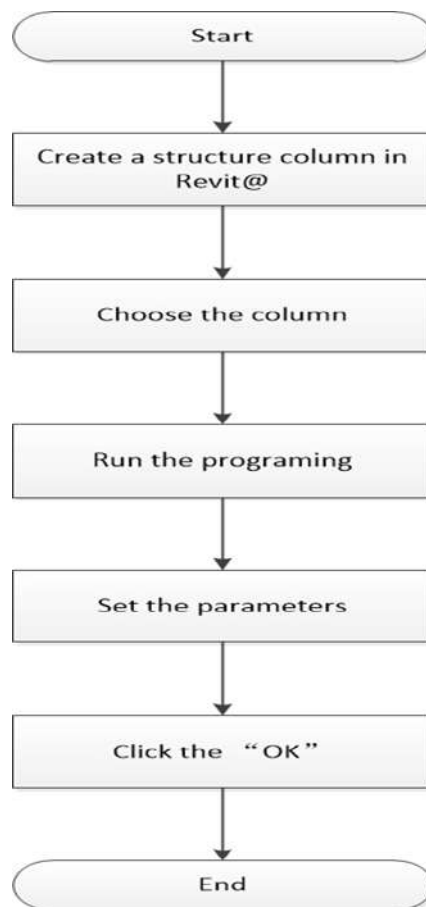 Start
Create a structure column in
Revit@
Choose the column
Run the programing
Set the parameters
Click the “OK”
End